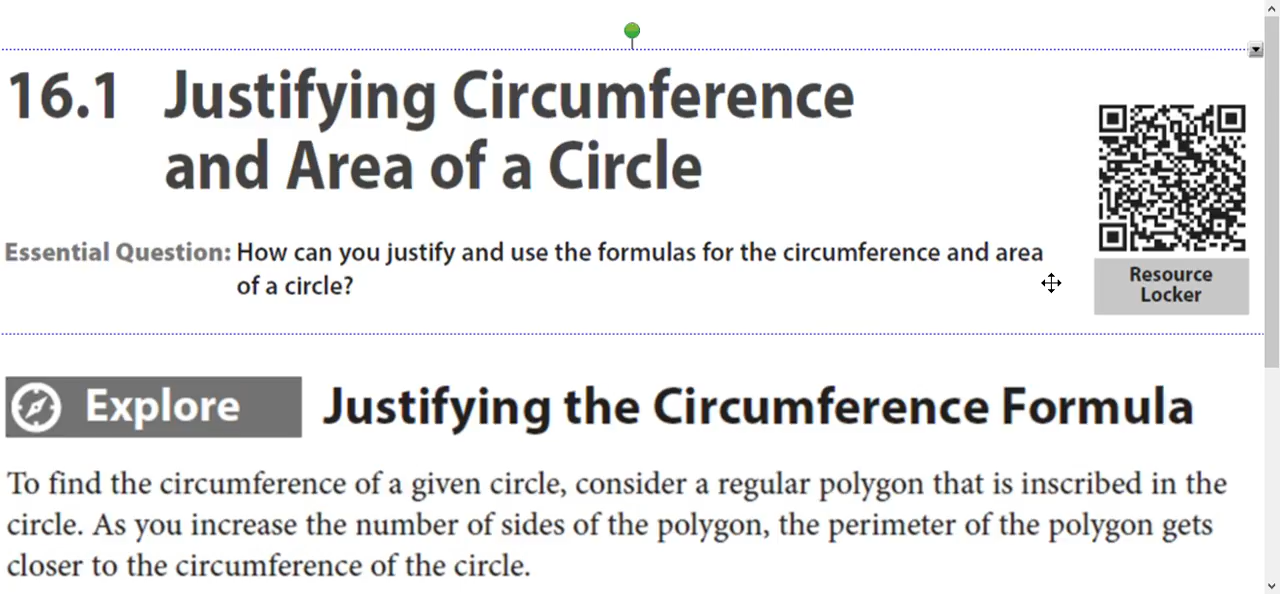 16.1 Justifying Circumference
and Area of a Circle
Essential Question: How can you justify and use the formulas for the circumference and area
of a circle?
Resource
Locker
Explore Justifying the Circumference Formula
To find the circumference of a given circle, consider a regular polygon that is inscribed in the
circle. As you increase the number of sides of the polygon, the perimeter of the polygon gets
closer to the circumference of the circle.